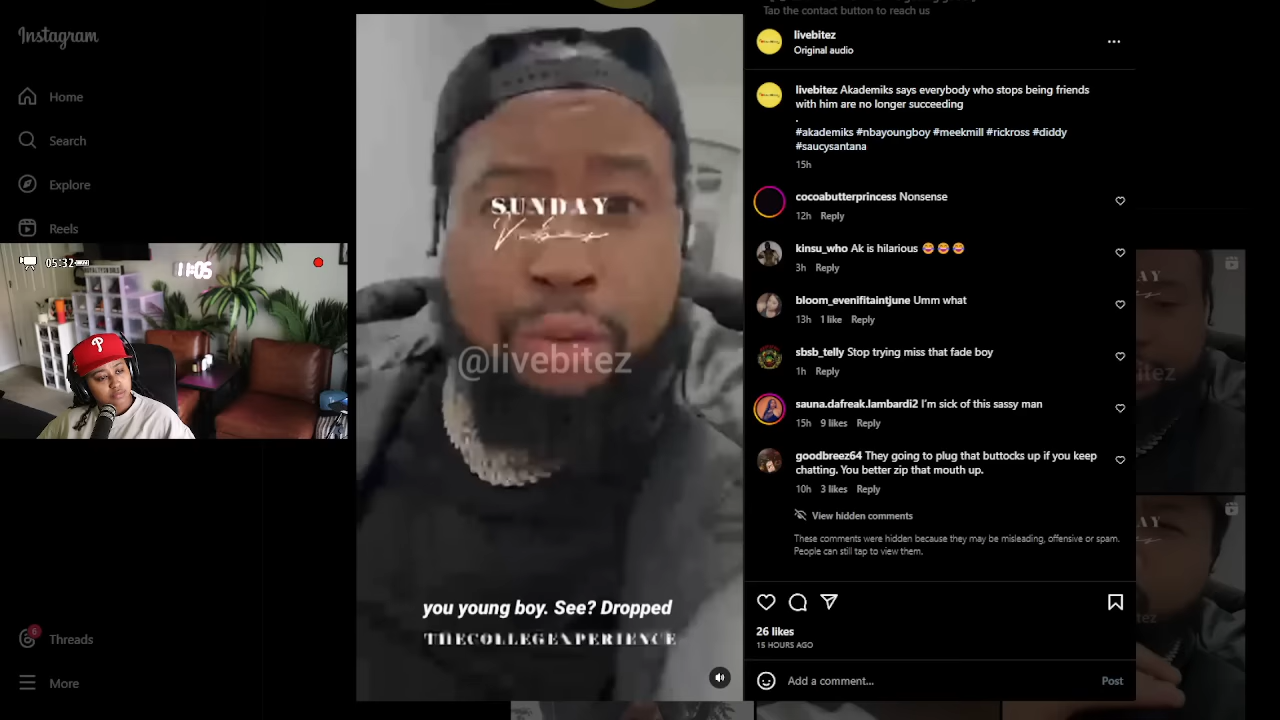 Tap the contact button to reach us
Instagram
Home
Search
Explore
Reels
Threads
6
More
05:32
11:05
P
SUNDAY
Vibes
@livebitez
you young boy. See? Dropped
THECOLLEGEXPERIENCE
livebitez
Original audio
livebitez Akademiks says everybody who stops being friends
with him are no longer succeeding
.
#akademiks #nbayoungboy #meekmill #rickross #diddy
#saucysantana
15h
cocoabutterprincess Nonsense
12h Reply
kinsu_who Ak is hilarious 😂😂😂
3h Reply
bloom_evenifitaintjune Umm what
13h 1 like Reply
sbsb_telly Stop trying miss that fade boy
1h Reply
sauna.dafreak.lambardi2 I'm sick of this sassy man
15h 9 likes Reply
goodbreez64 They going to plug that buttocks up if you keep
chatting. You better zip that mouth up.
10h 3 likes Reply
View hidden comments
These comments were hidden because they may be misleading, offensive or spam.
People can still tap to view them.
26 likes
15 HOURS AGO
Add a comment...
Post